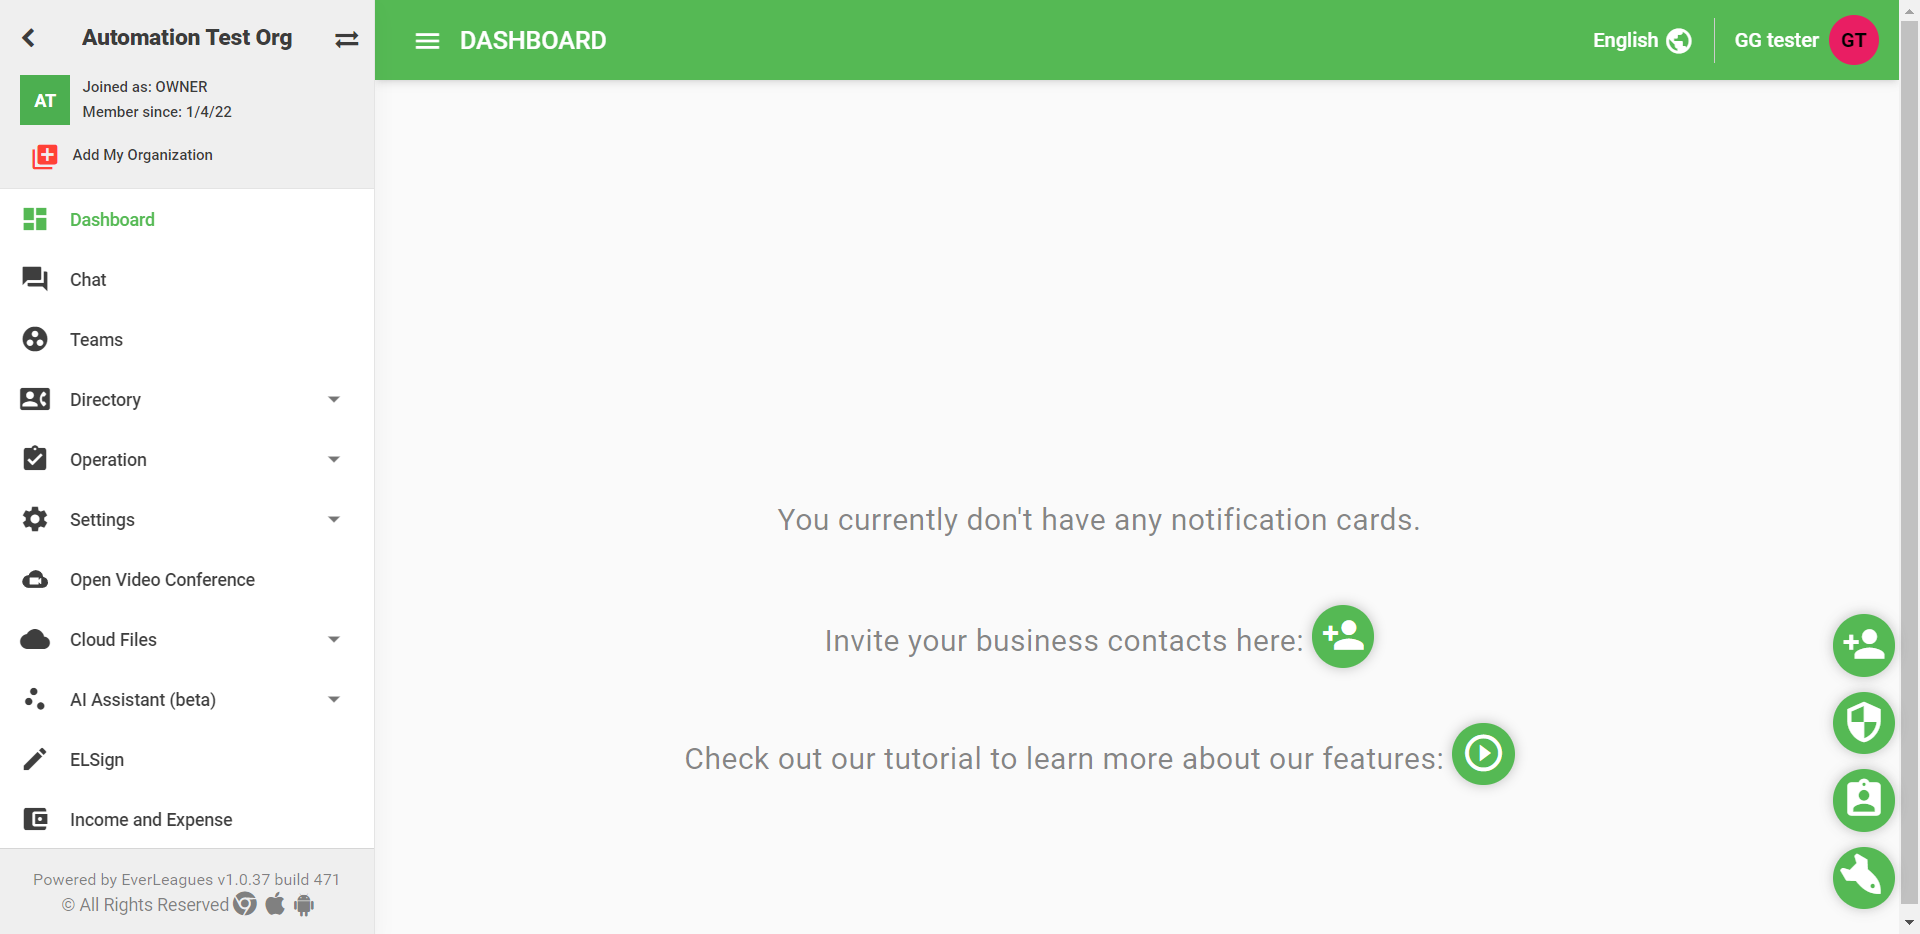 Automation Test Org
AT
Joined as: OWNER
Member since: 1/4/22
Add My Organization
Dashboard
Chat
Teams
Directory
Operation
Settings
Open Video Conference
Cloud Files
AI Assistant (beta)
ELSign
Income and Expense
Powered by EverLeagues v1.0.37 build 471
© All Rights Reserved
DASHBOARD
English
GG tester
GT
You currently don't have any notification cards.
Invite your business contacts here:
Check out our tutorial to learn more about our features: